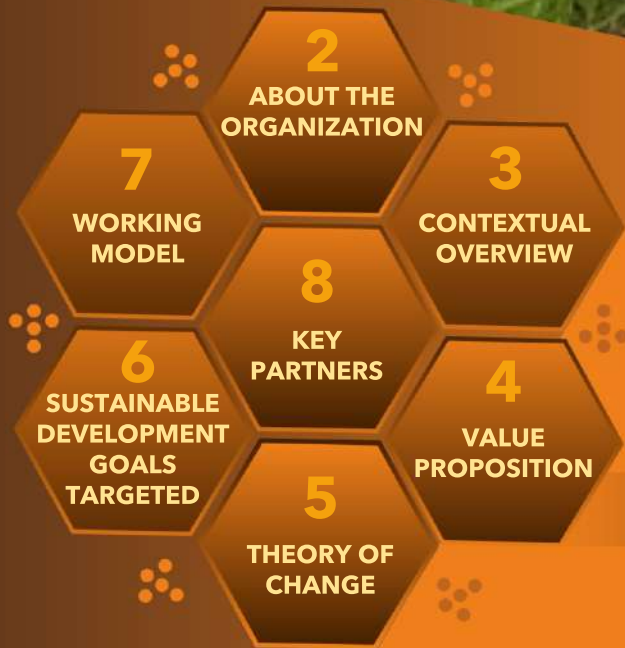 2
ABOUT THE
ORGANIZATION
3
CONTEXTUAL
OVERVIEW
4
VALUE
PROPOSITION
5
THEORY OF
CHANGE
6
SUSTAINABLE
DEVELOPMENT
GOALS
TARGETED
7
WORKING
MODEL
8
KEY
PARTNERS